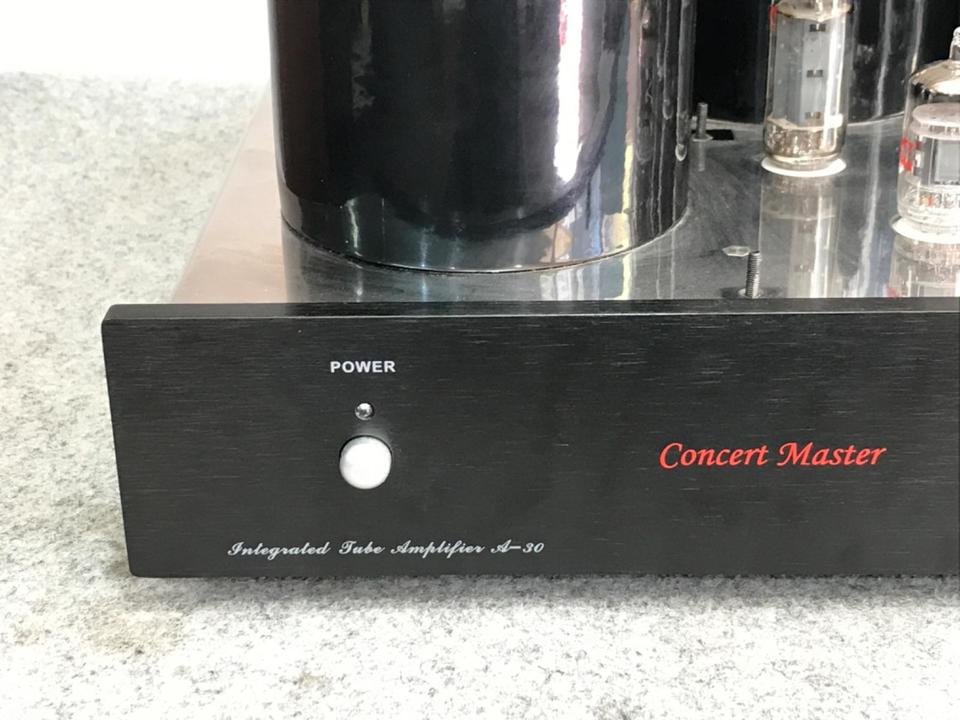 POWER
Concert Master
Integrated Tube Amplifier A-30